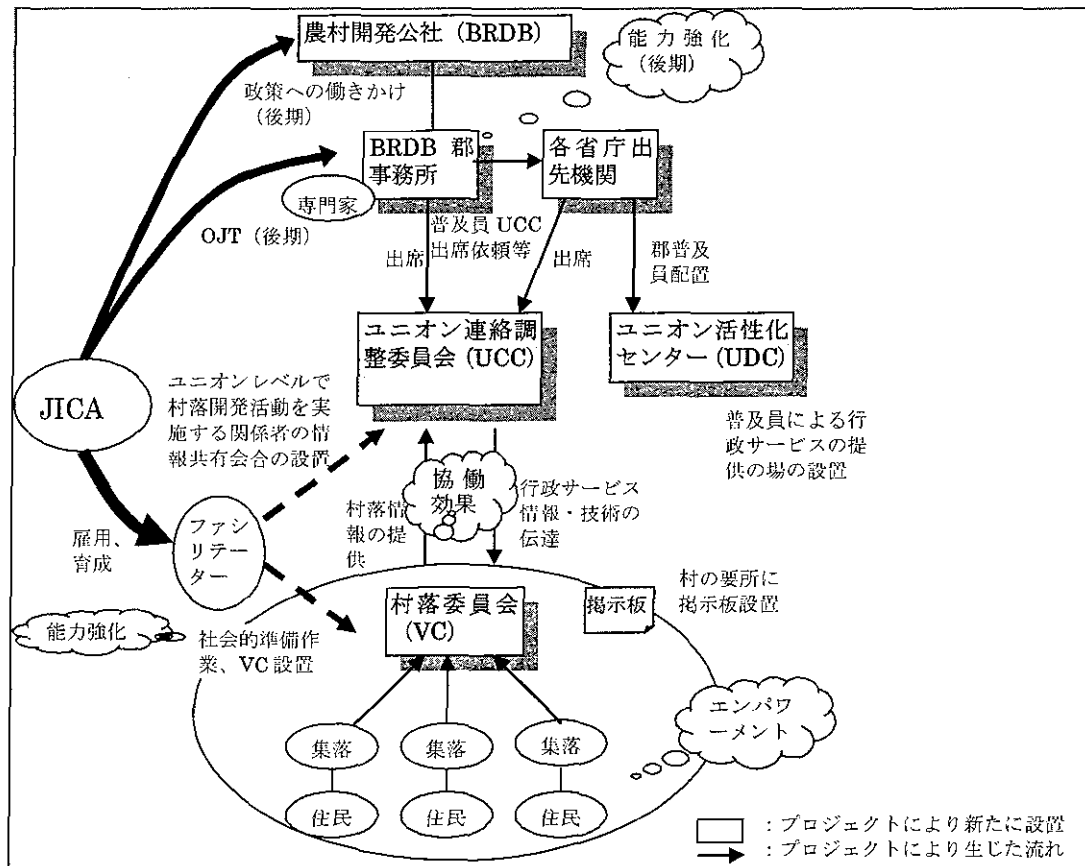 農村開発公社 (BRDB)
能力強化
(後期)
政策への働きかけ
(後期)
BRDB 郡
事務所
各省庁出
先機関
専門家
OJT (後期)
普及員 UCC
出席依頼等
出席
出席
郡普及
員配置
ユニオン連絡調
整委員会 (UCC)
ユニオン活性化
センター (UDC)
JICA
ユニオンレベルで
村落開発活動を実
施する関係者の情
報共有会合の設置
普及員による行
政サービスの提
供の場の設置
協働
効果
村落情
報の提
供
行政サービス
情報・技術の
伝達
雇用、
育成
ファシ
リテー
ター
村落委員会
(VC)
掲示板
村の要所に
掲示板設置
能力強化
社会的準備作
業、VC 設置
エンパワ
ーメント
集落
集落
集落
住民
住民
住民
：プロジェクトにより新たに設置
：プロジェクトにより生じた流れ